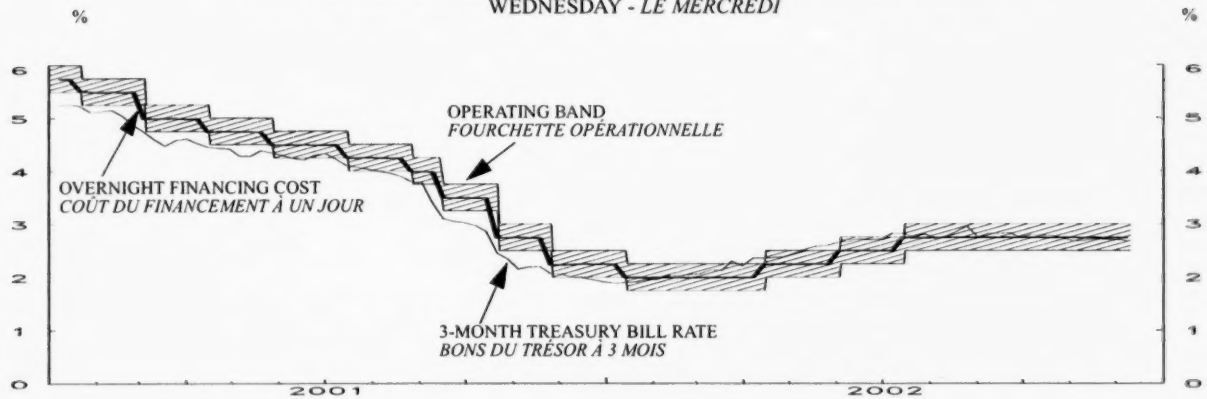 WEDNESDAY - LE MERCREDI
% %
6 6
5 5
4 4
3 3
2 2
1 1
0 0
OPERATING BAND
FOURCHETTE OPÉRATIONNELLE
OVERNIGHT FINANCING COST
COÛT DU FINANCEMENT À UN JOUR
3-MONTH TREASURY BILL RATE
BONS DU TRÉSOR À 3 MOIS
2001 2002